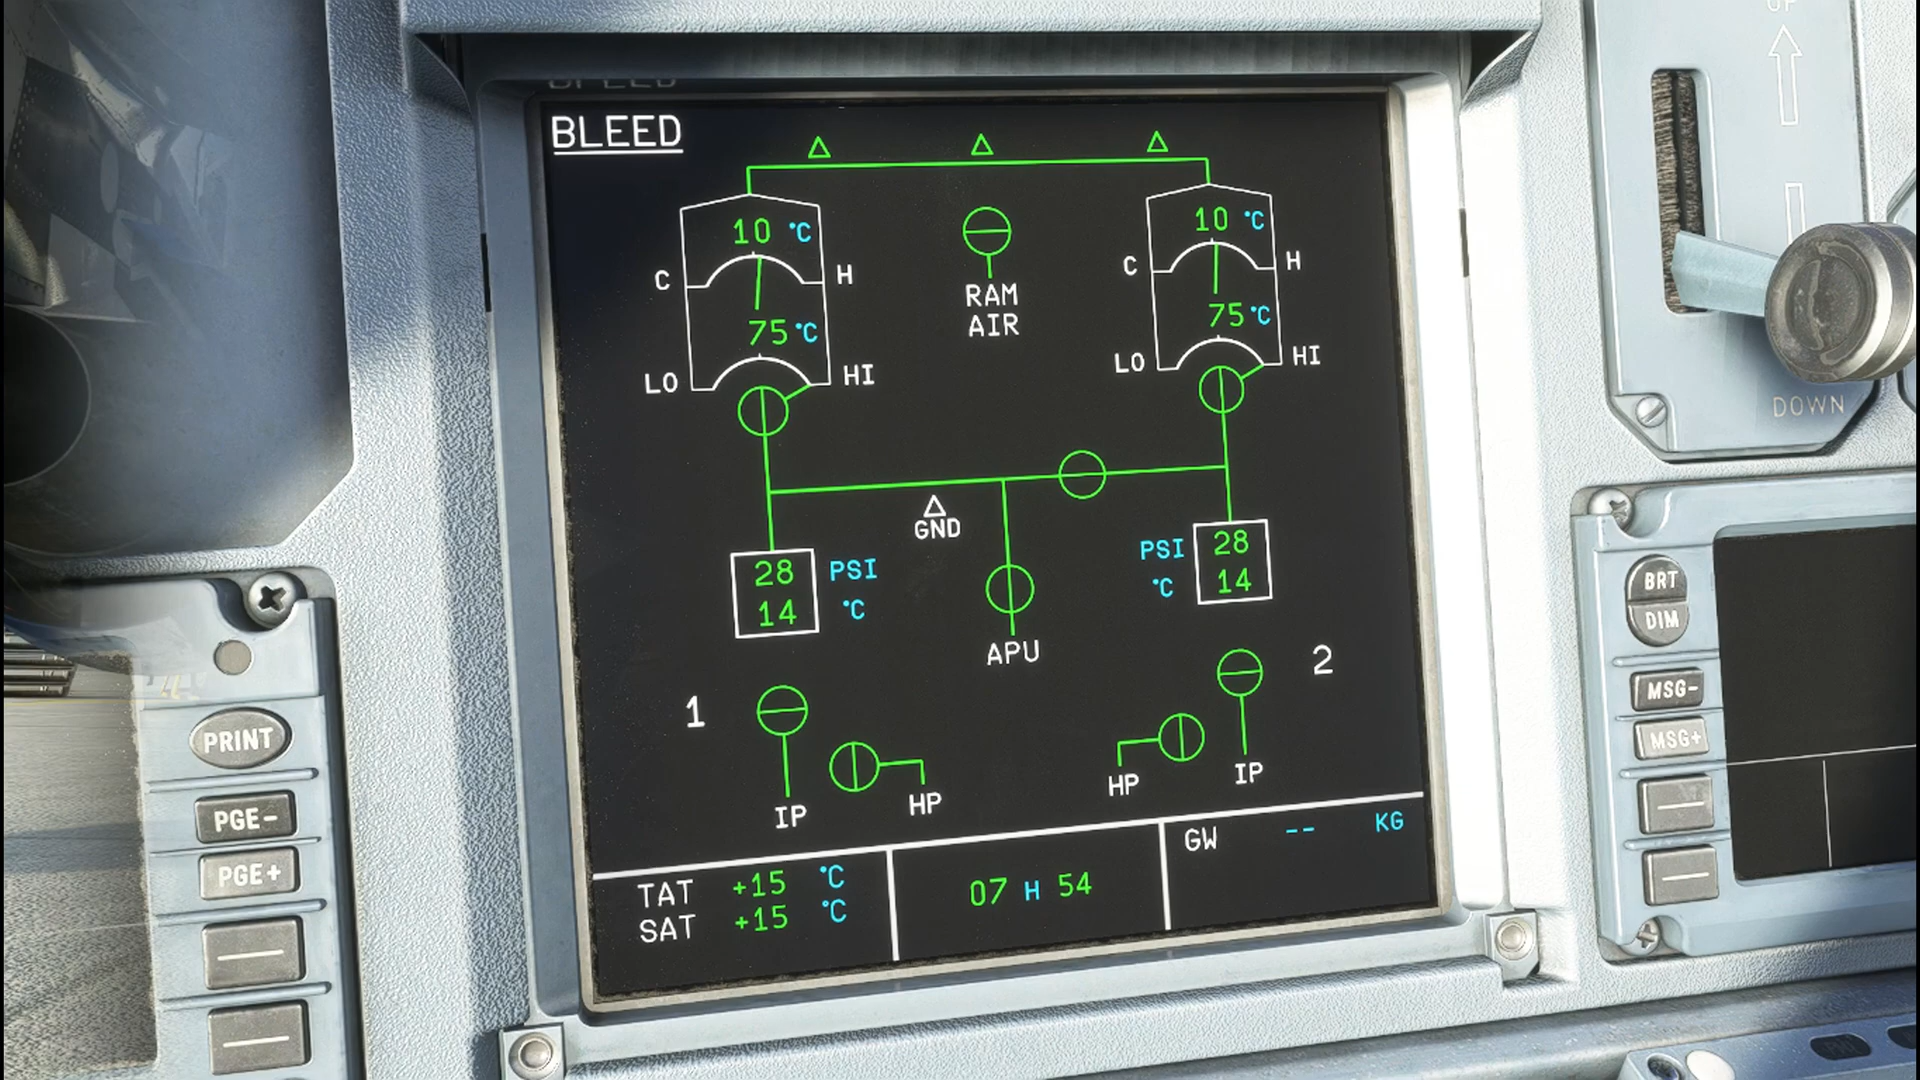 BLEED
10 °C
10 °C
C
H
C
H
RAM
AIR
75 °C
75 °C
LO
HI
LO
HI
GND
28
14
PSI
°C
PSI
°C
28
14
APU
1
2
IP
HP
HP
IP
TAT +15 °C
SAT +15 °C
07 H 54
GW -- KG
UP
DOWN
PRINT
PGE-
PGE+
BRT
DIM
MSG-
MSG+